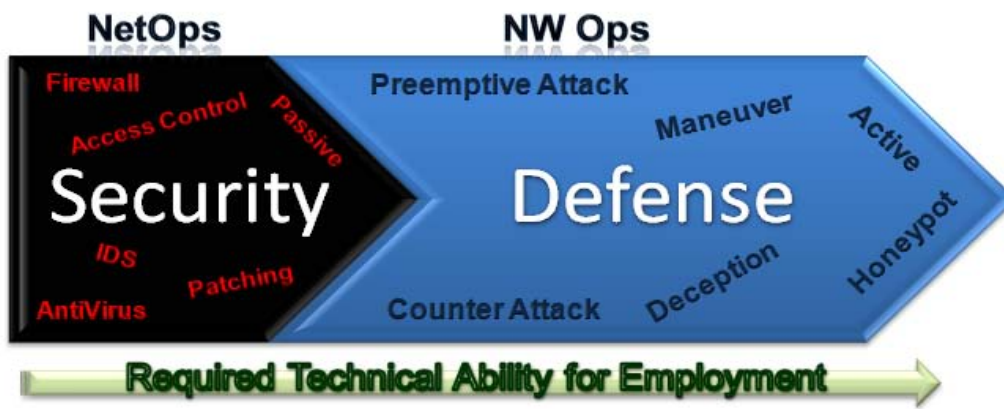 NetOps
NW Ops
Firewall
Access Control
Passive
Security
IDS
Patching
AntiVirus
Preemptive Attack
Maneuver
Active
Defense
Honeypot
Deception
Counter Attack
Required Technical Ability for Employment